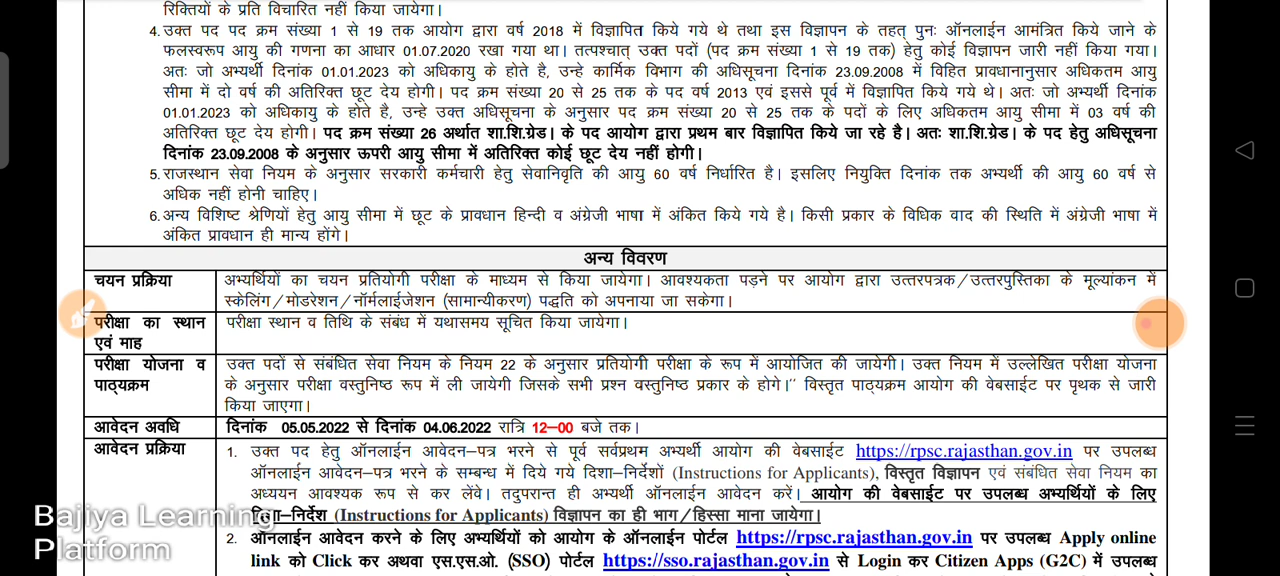 रिक्तियों के प्रति विचारित नहीं किया जायेगा।
4. उक्त पद पद क्रम संख्या 1 से 19 तक आयोग द्वारा वर्ष 2018 में विज्ञापित किये गये थे तथा इस विज्ञापन के तहत् पुनः ऑनलाईन आमंत्रित किये जाने के
फलस्वरूप आयु की गणना का आधार 01.07.2020 रखा गया था। तत्पश्चात् उक्त पदों (पद क्रम संख्या 1 से 19 तक) हेतु कोई विज्ञापन जारी नहीं किया गया।
अतः जो अभ्यर्थी दिनांक 01.01.2023 को अधिकायु के होते है, उन्हे कार्मिक विभाग की अधिसूचना दिनांक 23.09.2008 में विहित प्रावधानानुसार अधिकतम आयु
सीमा में दो वर्ष की अतिरिक्त छूट देय होगी। पद क्रम संख्या 20 से 25 तक के पद वर्ष 2013 एवं इससे पूर्व में विज्ञापित किये गये थे। अतः जो अभ्यर्थी दिनांक
01.01.2023 को अधिकायु के होते है, उन्हे उक्त अधिसूचना के अनुसार पद क्रम संख्या 20 से 25 तक के पदों के लिए अधिकतम आयु सीमा में 03 वर्ष की
अतिरिक्त छूट देय होगी। पद क्रम संख्या 26 अर्थात शा.शि.ग्रेड। के पद आयोग द्वारा प्रथम बार विज्ञापित किये जा रहे है। अतः शा.शि.ग्रेड। के पद हेतु अधिसूचना
दिनांक 23.09.2008 के अनुसार ऊपरी आयु सीमा में अतिरिक्त कोई छूट देय नहीं होगी।
5. राजस्थान सेवा नियम के अनुसार सरकारी कर्मचारी हेतु सेवानिवृति की आयु 60 वर्ष निर्धारित है। इसलिए नियुक्ति दिनांक तक अभ्यर्थी की आयु 60 वर्ष से
अधिक नहीं होनी चाहिए।
6. अन्य विशिष्ट श्रेणियों हेतु आयु सीमा में छूट के प्रावधान हिन्दी व अंग्रेजी भाषा में अंकित किये गये है। किसी प्रकार के विधिक वाद की स्थिति में अंग्रेजी भाषा में
अंकित प्रावधान ही मान्य होंगे।
अन्य विवरण
चयन प्रक्रिया अभ्यर्थियों का चयन प्रतियोगी परीक्षा के माध्यम से किया जायेगा। आवश्यकता पड़ने पर आयोग द्वारा उत्तरपत्रक/उत्तरपुस्तिका के मूल्यांकन में
स्केलिंग/मोडरेशन/नॉर्मलाईजेशन (सामान्यीकरण) पद्धति को अपनाया जा सकेगा।
परीक्षा का स्थान परीक्षा स्थान व तिथि के संबंध में यथासमय सूचित किया जायेगा।
एवं माह
परीक्षा योजना व उक्त पदों से संबंधित सेवा नियम के नियम 22 के अनुसार प्रतियोगी परीक्षा के रूप में आयोजित की जायेगी। उक्त नियम में उल्लेखित परीक्षा योजना
पाठ्यक्रम के अनुसार परीक्षा वस्तुनिष्ठ रूप में ली जायेगी जिसके सभी प्रश्न वस्तुनिष्ठ प्रकार के होगे।" विस्तृत पाठ्यक्रम आयोग की वेबसाईट पर पृथक से जारी
किया जाएगा।
आवेदन अवधि दिनांक 05.05.2022 से दिनांक 04.06.2022 रात्रि 12–00 बजे तक।
आवेदन प्रक्रिया 1. उक्त पद हेतु ऑनलाईन आवेदन-पत्र भरने से पूर्व सर्वप्रथम अभ्यर्थी आयोग की वेबसाईट https://rpsc.rajasthan.gov.in पर उपलब्ध
ऑनलाईन आवेदन-पत्र भरने के सम्बन्ध में दिये गये दिशा-निर्देशों (Instructions for Applicants), विस्तृत विज्ञापन एवं संबंधित सेवा नियम का
अध्ययन आवश्यक रूप से कर लेंवे। तदुपरान्त ही अभ्यर्थी ऑनलाईन आवेदन करें। आयोग की वेबसाईट पर उपलब्ध अभ्यर्थियों के लिए
दिशा–निर्देश (Instructions for Applicants) विज्ञापन का ही भाग/हिस्सा माना जायेगा।
2. ऑनलाईन आवेदन करने के लिए अभ्यर्थियों को आयोग के ऑनलाईन पोर्टल https://rpsc.rajasthan.gov.in पर उपलब्ध Apply online
link को Click कर अथवा एस.एस.ओ. (SSO) पोर्टल https://sso.rajasthan.gov.in से Login कर Citizen Apps (G2C) में उपलब्ध
Bajiya Learning
Platform